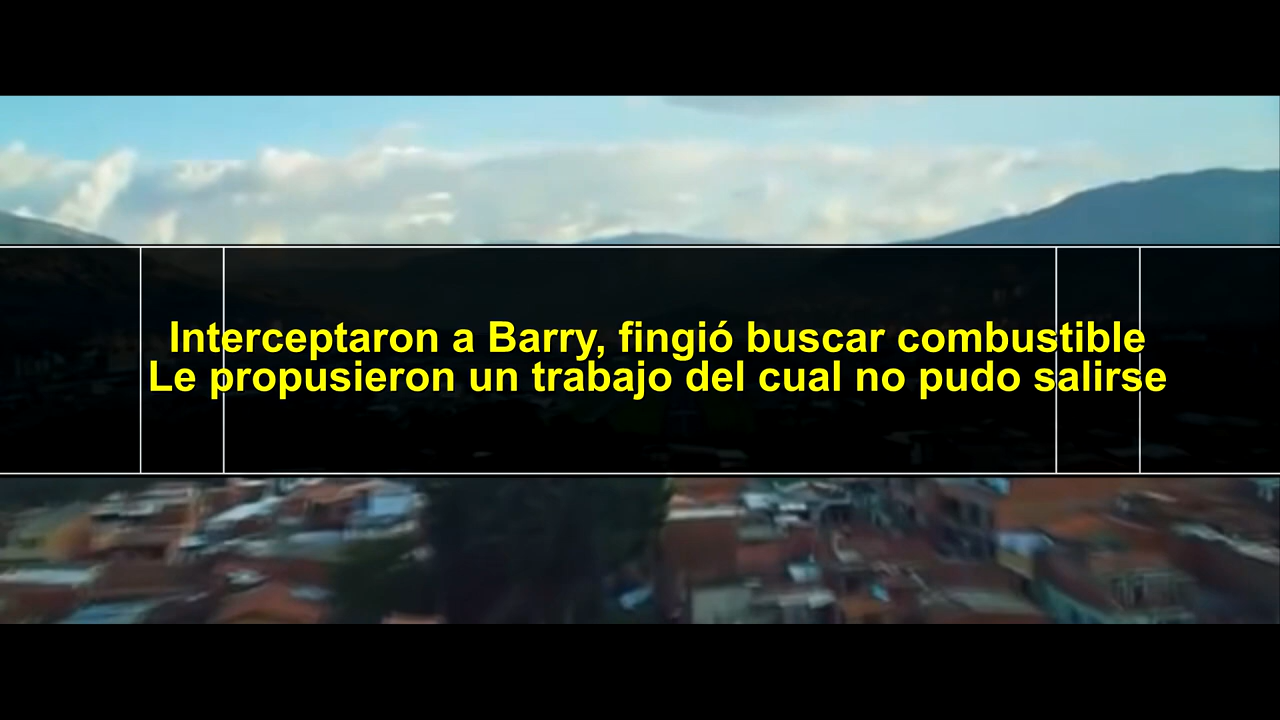 Interceptaron a Barry, fingió buscar combustible
Le propusieron un trabajo del cual no pudo salirse